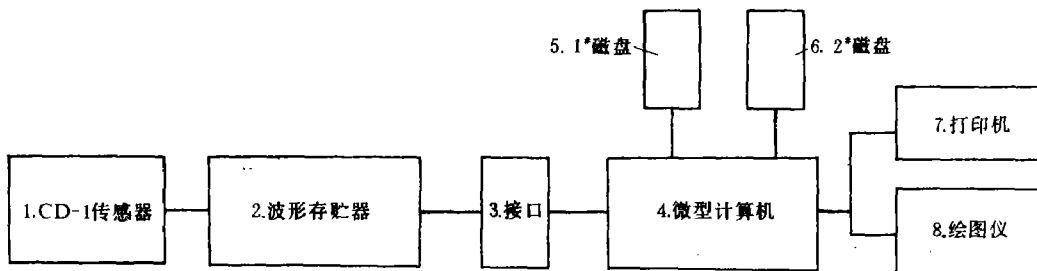 5. 1#磁盘
6. 2#磁盘
7.打印机
1.CD-1传感器
2.波形存贮器
3.接口
4.微型计算机
8.绘图仪